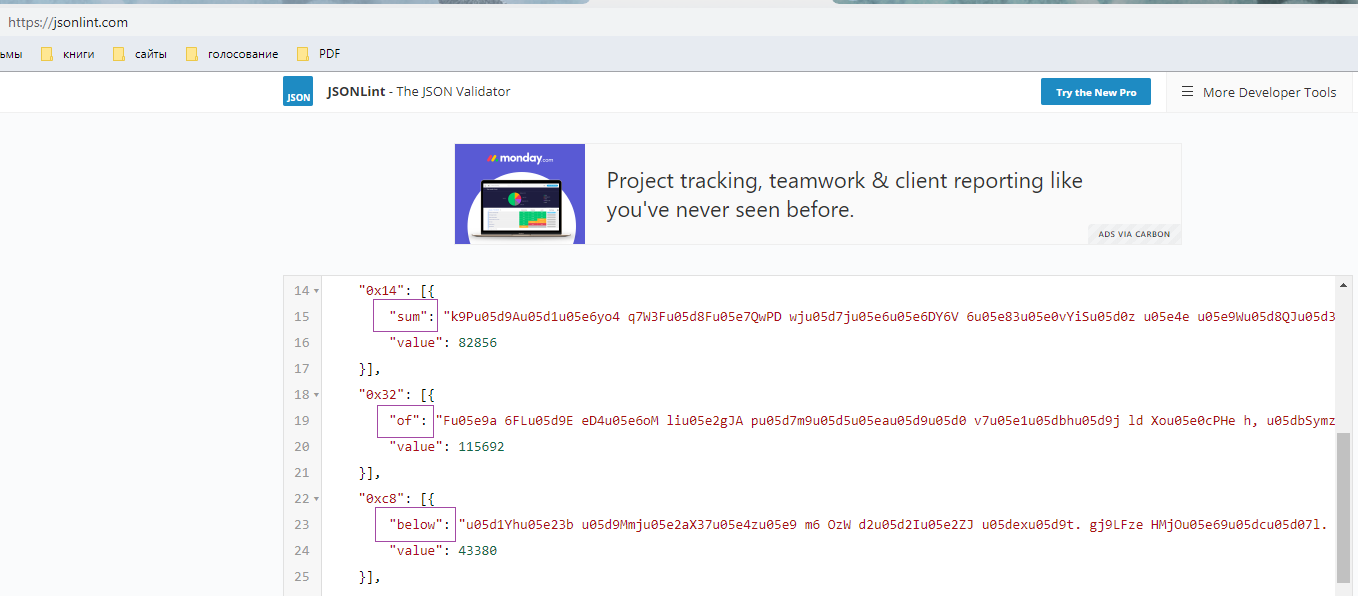 https://jsonlint.com
ьмы книги сайты голосование PDF
JSON JSONLint - The JSON Validator Try the New Pro ☰ More Developer Tools
monday.com
Project tracking, teamwork & client reporting like
you've never seen before.
ADS VIA CARBON
14 "0x14": [{
15 "sum": "k9Pu05d9Au05d1u05e6yo4 q7W3Fu05d8Fu05e7QwPD wju05d7ju05e6u05e6DY6V 6u05e83u05e0vYiSu05d0z u05e4e u05e9Wu05d8QJu05d3
16 "value": 82856
17 }],
18 "0x32": [{
19 "of": "Fu05e9a 6FLu05d9E eD4u05e6oM liu05e2gJA pu05d7m9u05d5u05eau05d9u05d0 v7u05e1u05dbhu05d9j ld Xou05e0cPHe h, u05dbSymz
20 "value": 115692
21 }],
22 "0xc8": [{
23 "below": "u05d1Yhu05e23b u05d9Mmju05e2aX37u05e4zu05e9 m6 OzW d2u05d2Iu05e2ZJ u05dexu05d9t. gj9LFze HMjOu05e69u05dcu05d07l.
24 "value": 43380
25 }],